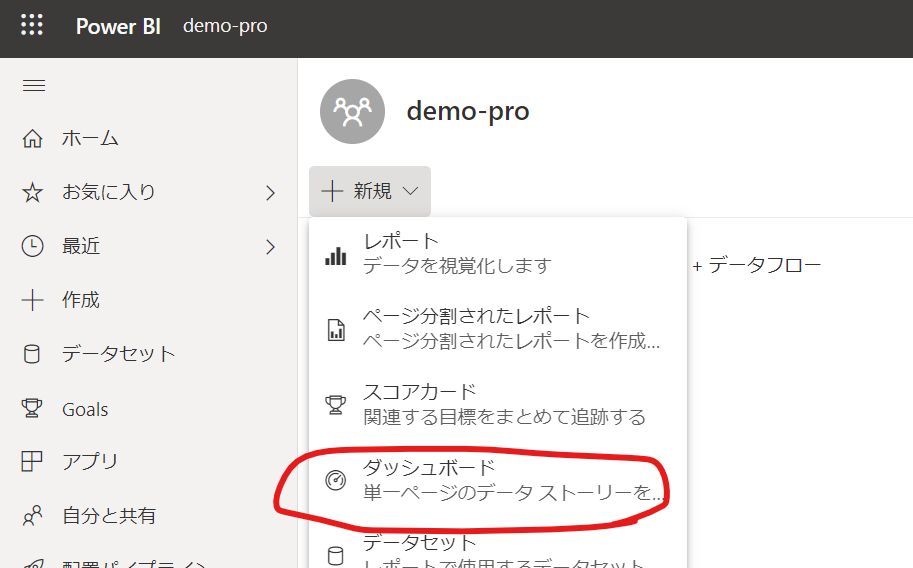 Power BI demo-pro
demo-pro
ホーム
お気に入り
最近
作成
データセット
Goals
アプリ
自分と共有
配置パイプライン
新規
レポート
データを視覚化します
ページ分割されたレポート
ページ分割されたレポートを作成...
スコアカード
関連する目標をまとめて追跡する
ダッシュボード
単一ページのデータ ストーリーを...
データセット
レポートで使用するデータセット
+ データフロー